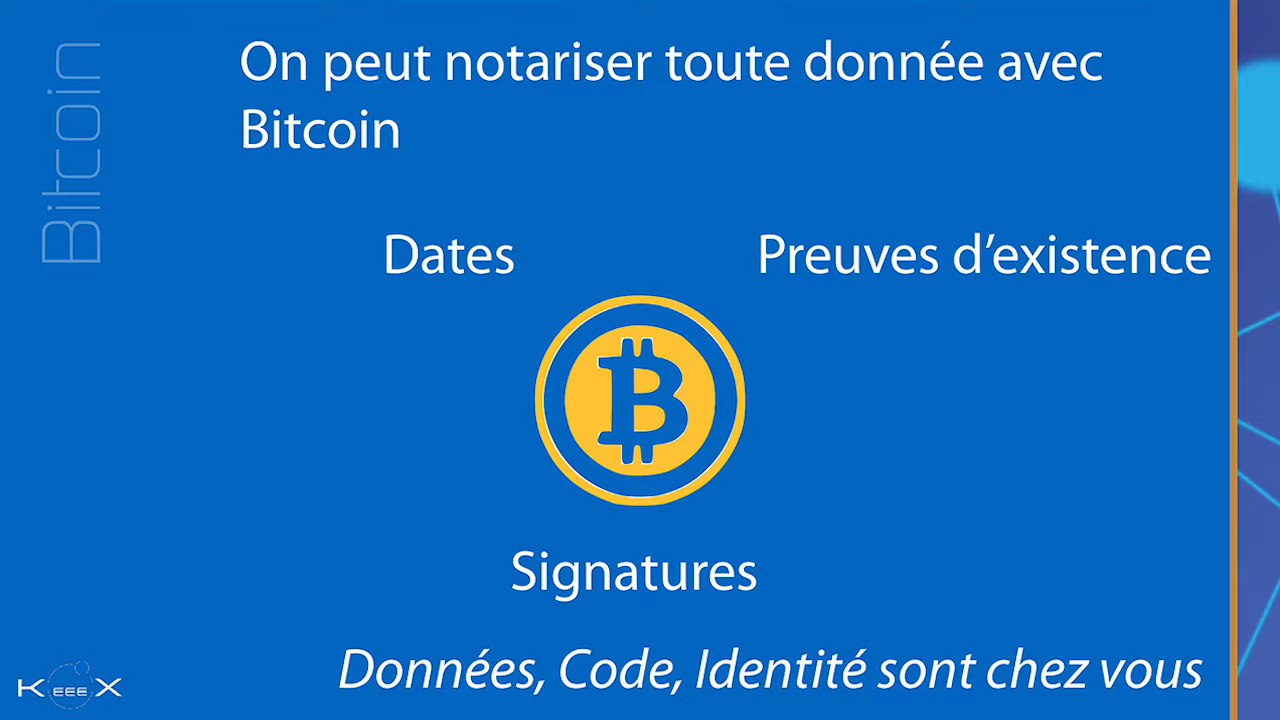 Bitcoin
On peut notariser toute donnée avec
Bitcoin
Dates
Preuves d’existence
Signatures
Données, Code, Identité sont chez vous
KEEEX